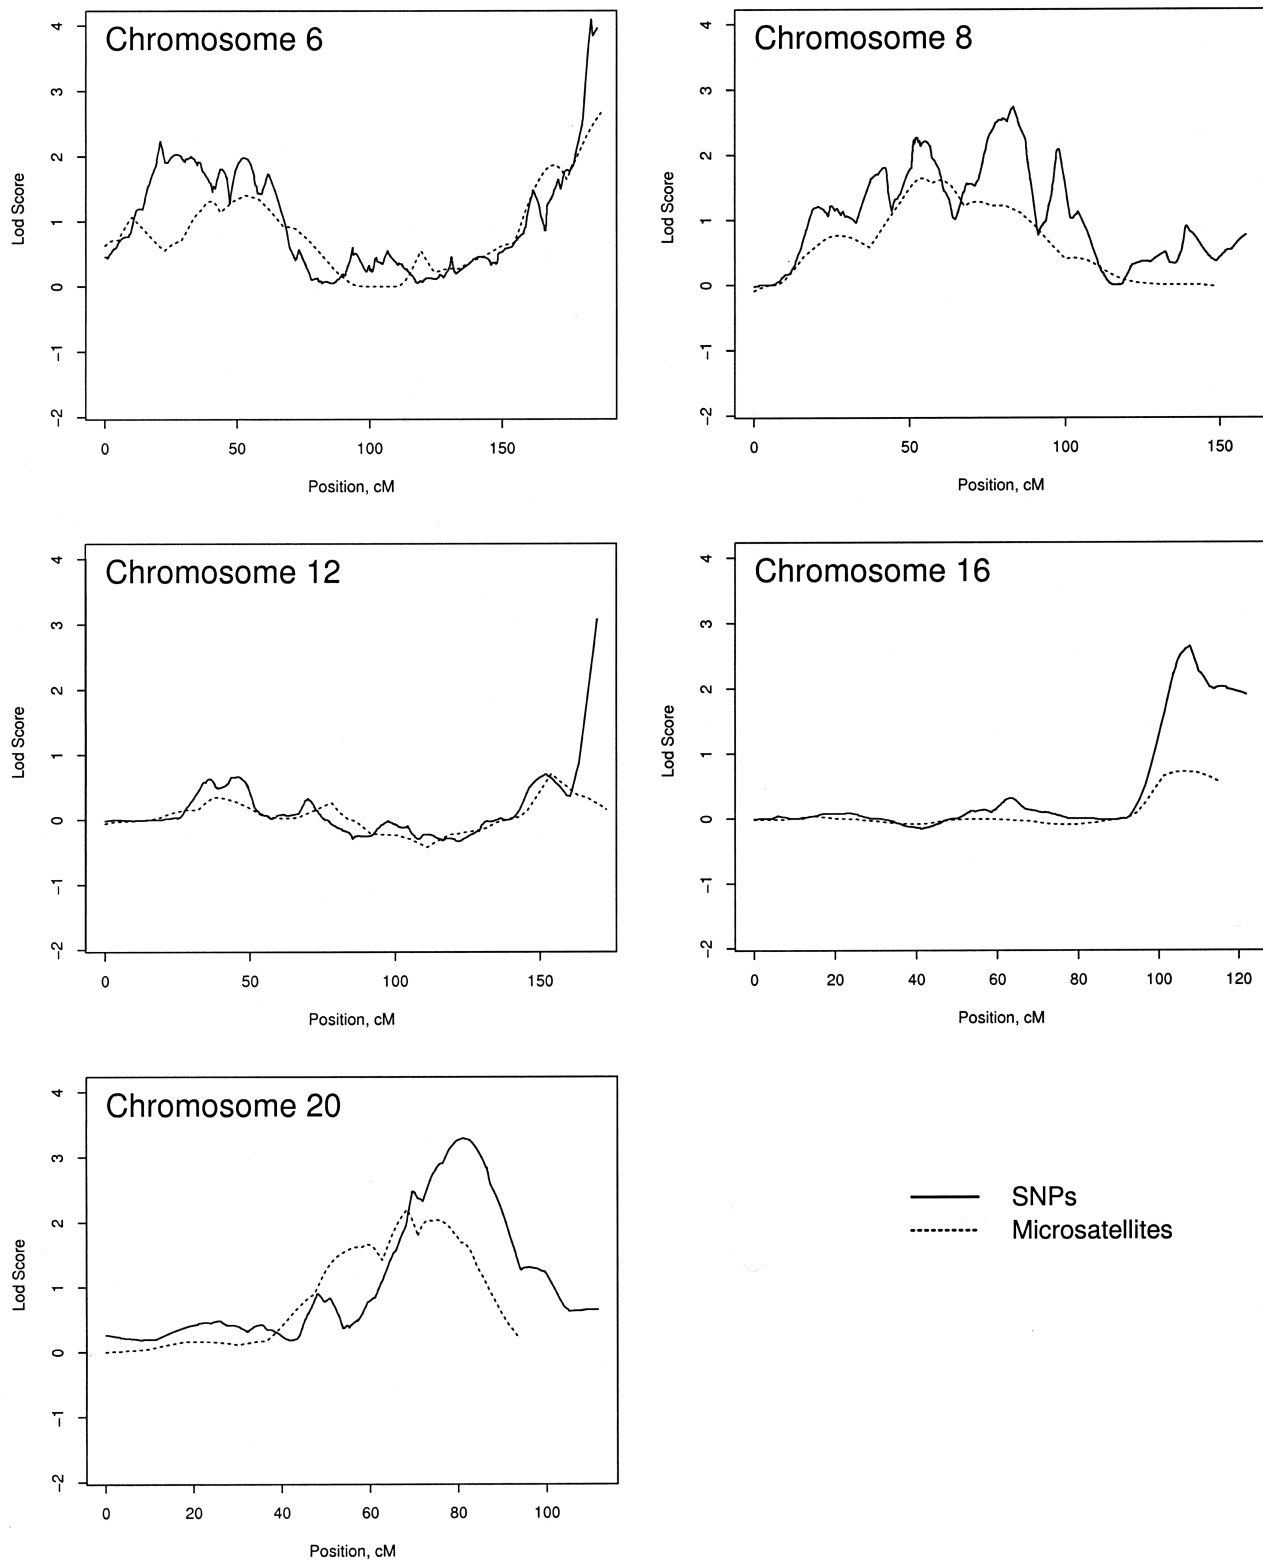 Chromosome 6
4
3
2
1
0
−1
−2
Lod Score
0 50 100 150
Position, cM
Chromosome 8
4
3
2
1
0
−1
−2
Lod Score
0 50 100 150
Position, cM
Chromosome 12
4
3
2
1
0
−1
−2
Lod Score
0 50 100 150
Position, cM
Chromosome 16
4
3
2
1
0
−1
−2
Lod Score
0 20 40 60 80 100 120
Position, cM
Chromosome 20
4
3
2
1
0
−1
−2
Lod Score
0 20 40 60 80 100
Position, cM
SNPs
Microsatellites